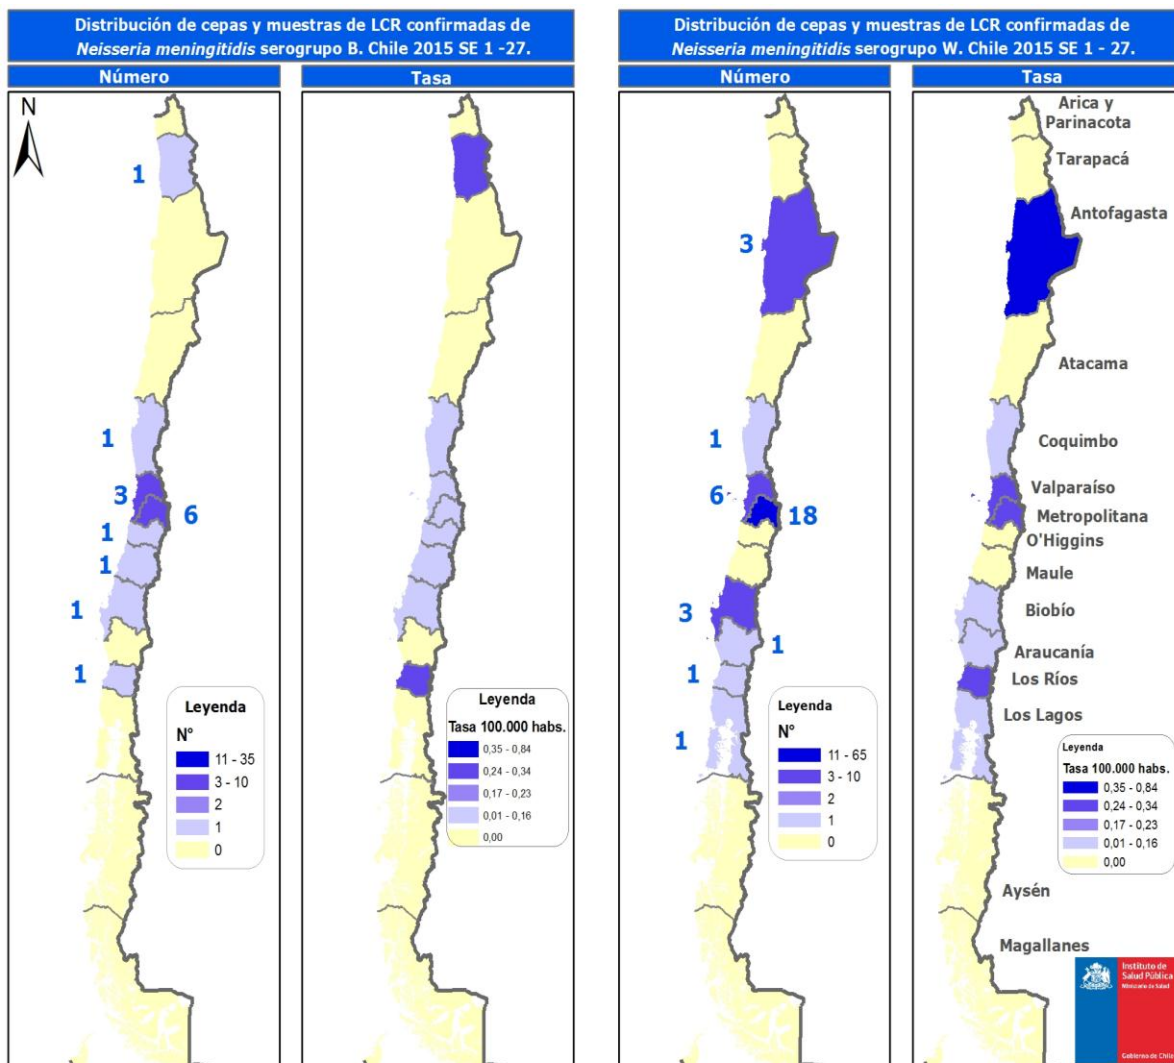 Distribución de cepas y muestras de LCR confirmadas de
Neisseria meningitidis serogrupo B. Chile 2015 SE 1 -27.
Número
Tasa
N
1
1
3
6
1
1
1
1
Leyenda
N°
11 - 35
3 - 10
2
1
0
Leyenda
Tasa 100.000 habs.
0,35 - 0,84
0,24 - 0,34
0,17 - 0,23
0,01 - 0,16
0,00
Distribución de cepas y muestras de LCR confirmadas de
Neisseria meningitidis serogrupo W. Chile 2015 SE 1 - 27.
Número
Tasa
3
1
6
18
3
1
1
1
Leyenda
N°
11 - 65
3 - 10
2
1
0
Arica y
Parinacota
Tarapacá
Antofagasta
Atacama
Coquimbo
Valparaíso
Metropolitana
O'Higgins
Maule
Biobío
Araucanía
Los Ríos
Los Lagos
Leyenda
Tasa 100.000 habs.
0,35 - 0,84
0,24 - 0,34
0,17 - 0,23
0,01 - 0,16
0,00
Aysén
Magallanes
Instituto de
Salud Pública
Ministerio de Salud
Gobierno de Chile